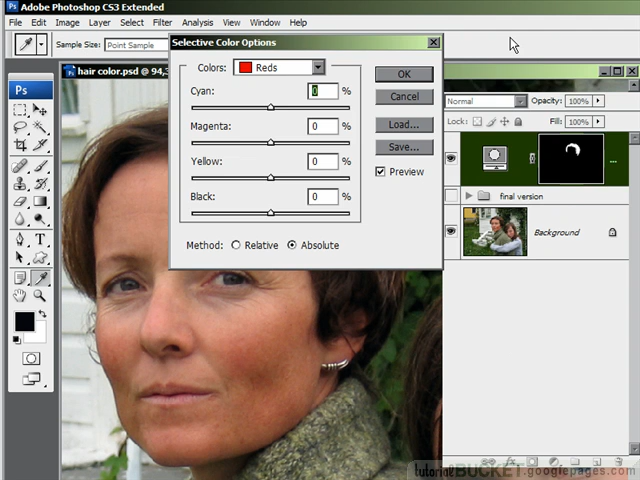 Adobe Photoshop CS3 Extended
File Edit Image Layer Select Filter Analysis View Window Help
Sample Size: Point Sample
Selective Color Options
Ps
hair color.psd @ 94,3
Colors: Reds
OK
Cyan: 0 %
Cancel
Magenta: 0 %
Load...
Save...
Yellow: 0 %
Preview
Black: 0 %
Method: Relative Absolute
Normal Opacity: 100%
Lock: Fill: 100%
...
final version
Background
tutorialBUCKET.googlepages.com